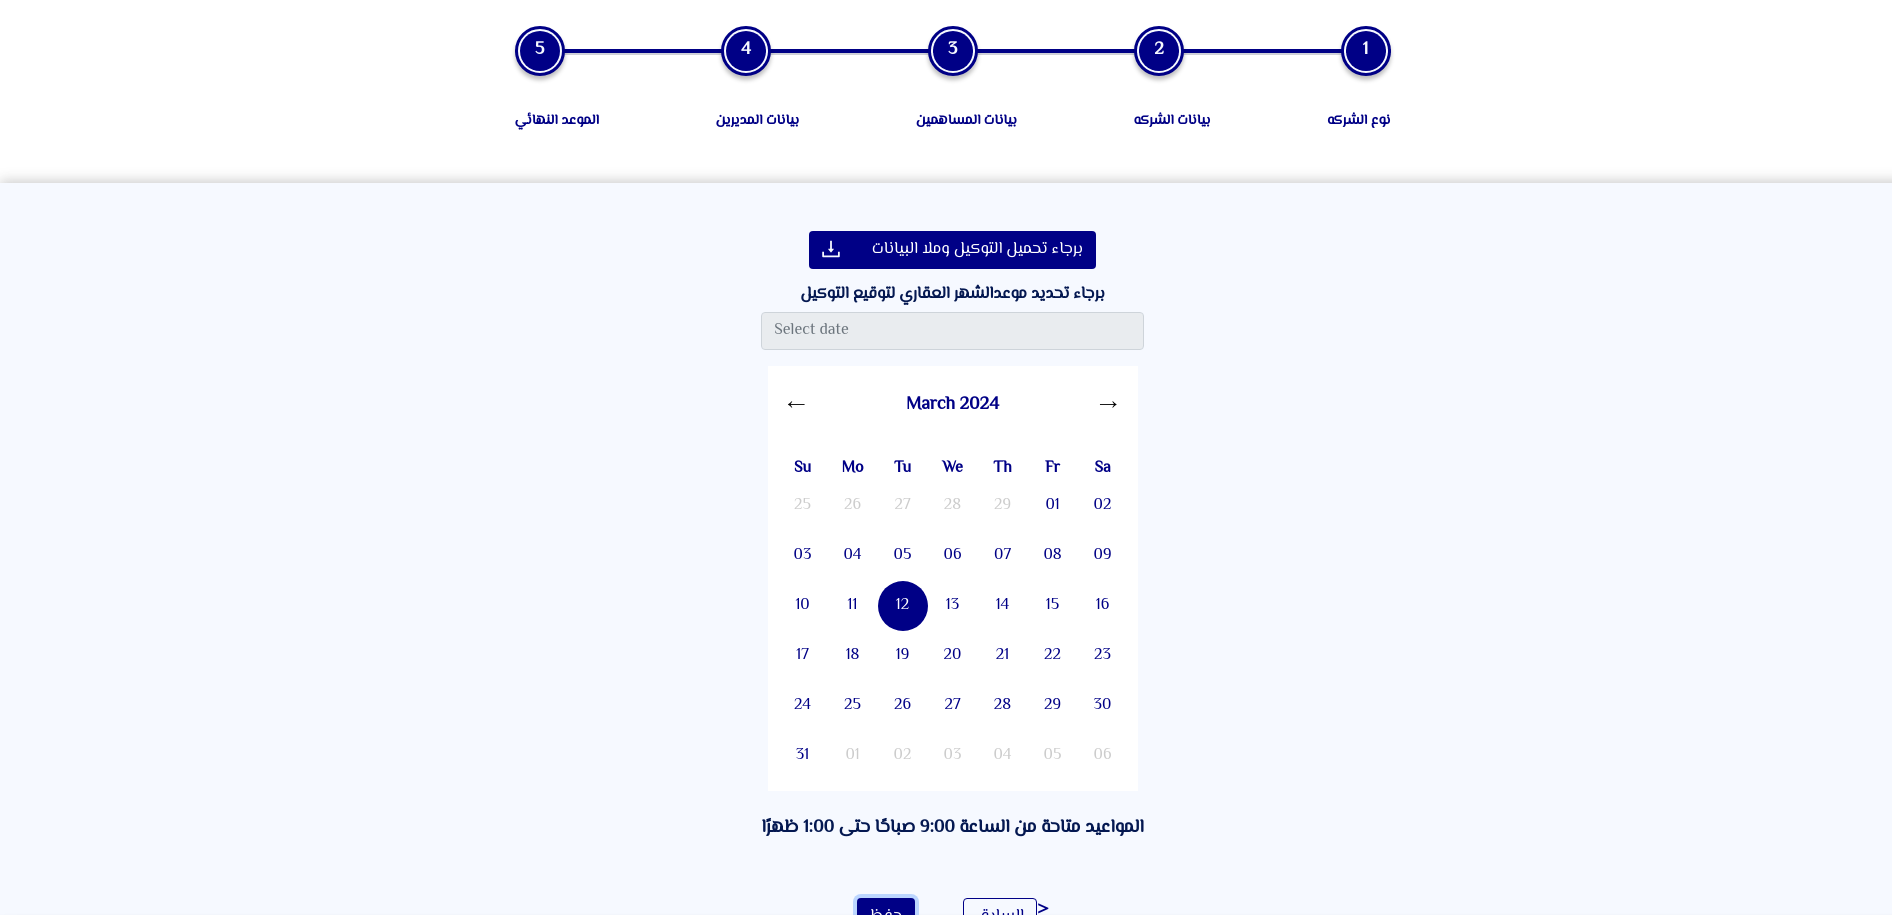 1 2 3 4 5
نوع الشركه بيانات الشركه بيانات المساهمين بيانات المديرين الموعد النهائي
برجاء تحميل التوكيل وملا البيانات
برجاء تحديد موعدالشهر العقاري لتوقيع التوكيل
Select date
← March 2024 →
Su Mo Tu We Th Fr Sa
25 26 27 28 29 01 02
03 04 05 06 07 08 09
10 11 12 13 14 15 16
17 18 19 20 21 22 23
24 25 26 27 28 29 30
31 01 02 03 04 05 06
المواعيد متاحة من الساعة 9:00 صباحًا حتى 1:00 ظهرًا
< السابق حفظ